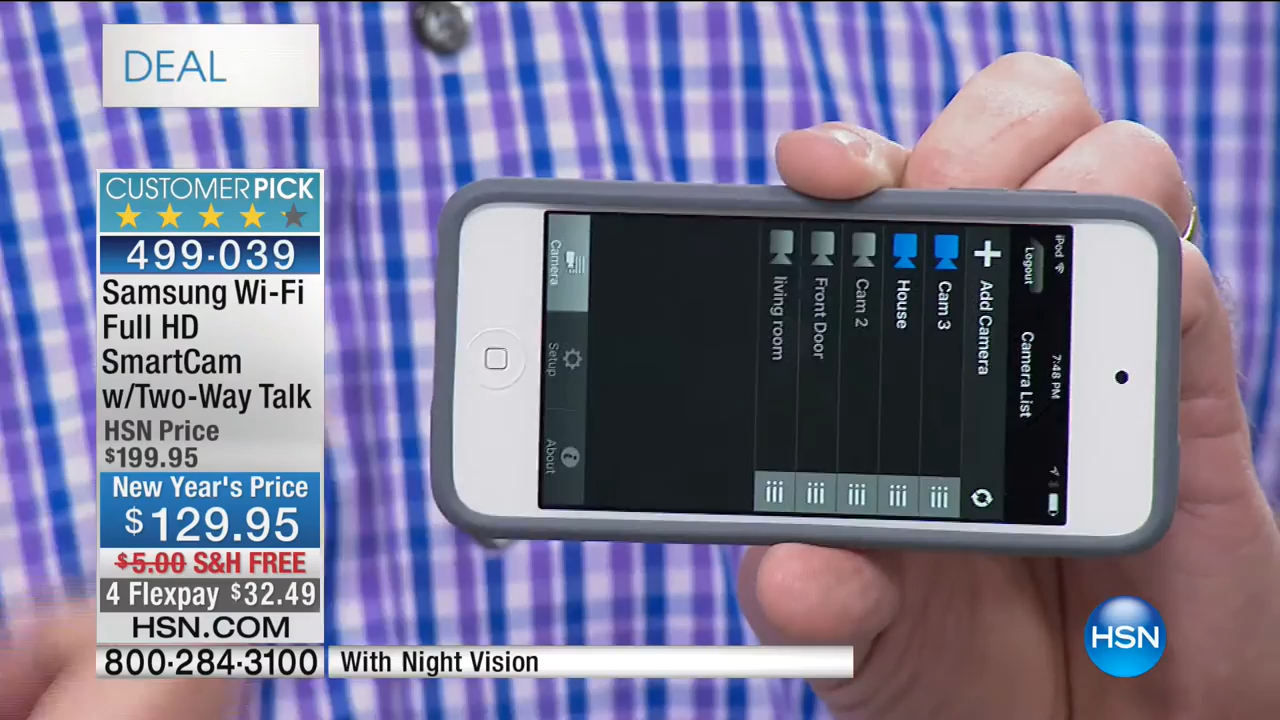 DEAL
CUSTOMER PICK
499·039
Samsung Wi-Fi
Full HD
SmartCam
w/Two-Way Talk
HSN Price
$199.95
New Year's Price
$129.95
$5.00 S&H FREE
4 Flexpay $32.49
HSN.COM
800·284·3100
With Night Vision
iPod
7:48 PM
Logout
Camera List
Add Camera
Cam 3
House
Cam 2
Front Door
living room
Camera
Setup
About
HSN